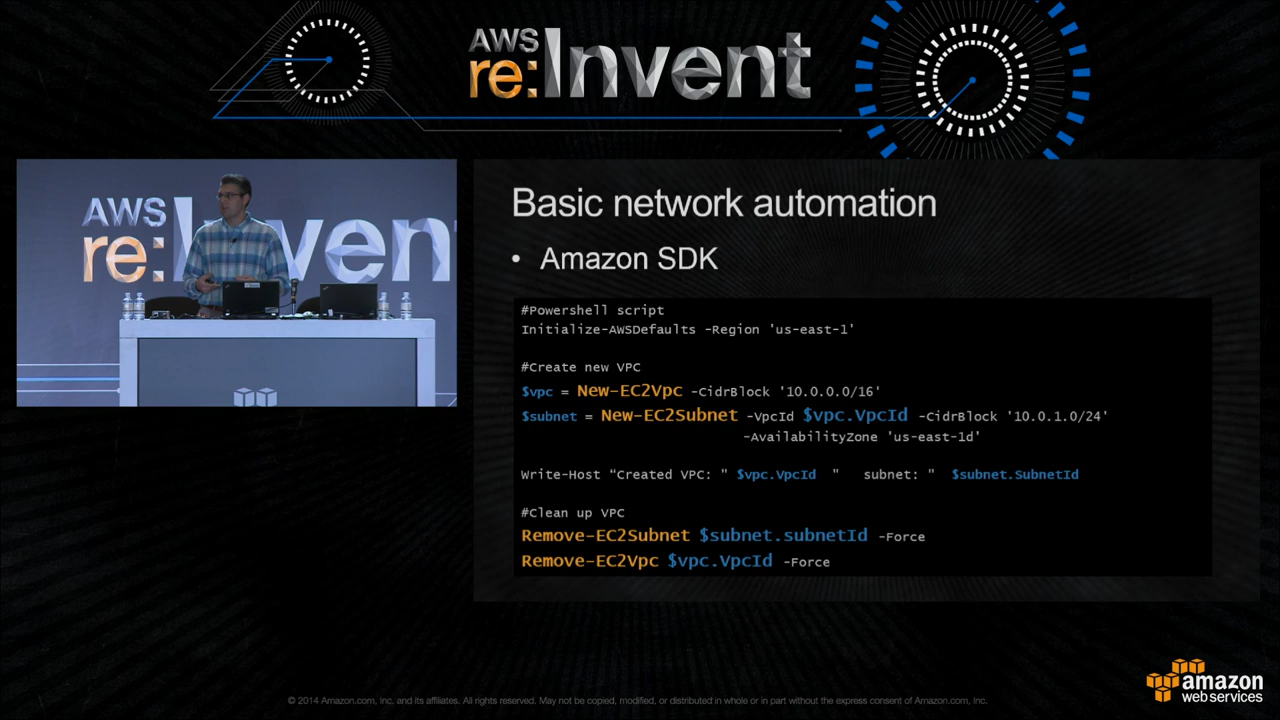 AWS
re:Invent
AWS
re:Inven
Basic network automation
• Amazon SDK
#Powershell script
Initialize-AWSDefaults -Region 'us-east-1'
#Create new VPC
$vpc = New-EC2Vpc -CidrBlock '10.0.0.0/16'
$subnet = New-EC2Subnet -VpcId $vpc.VpcId -CidrBlock '10.0.1.0/24'
-AvailabilityZone 'us-east-1d'
Write-Host “Created VPC: " $vpc.VpcId " subnet: " $subnet.SubnetId
#Clean up VPC
Remove-EC2Subnet $subnet.subnetId -Force
Remove-EC2Vpc $vpc.VpcId -Force
© 2014 Amazon.com, Inc. and its affiliates. All rights reserved. May not be copied, modified, or distributed in whole or in part without the express consent of Amazon.com, Inc.
amazon
web services